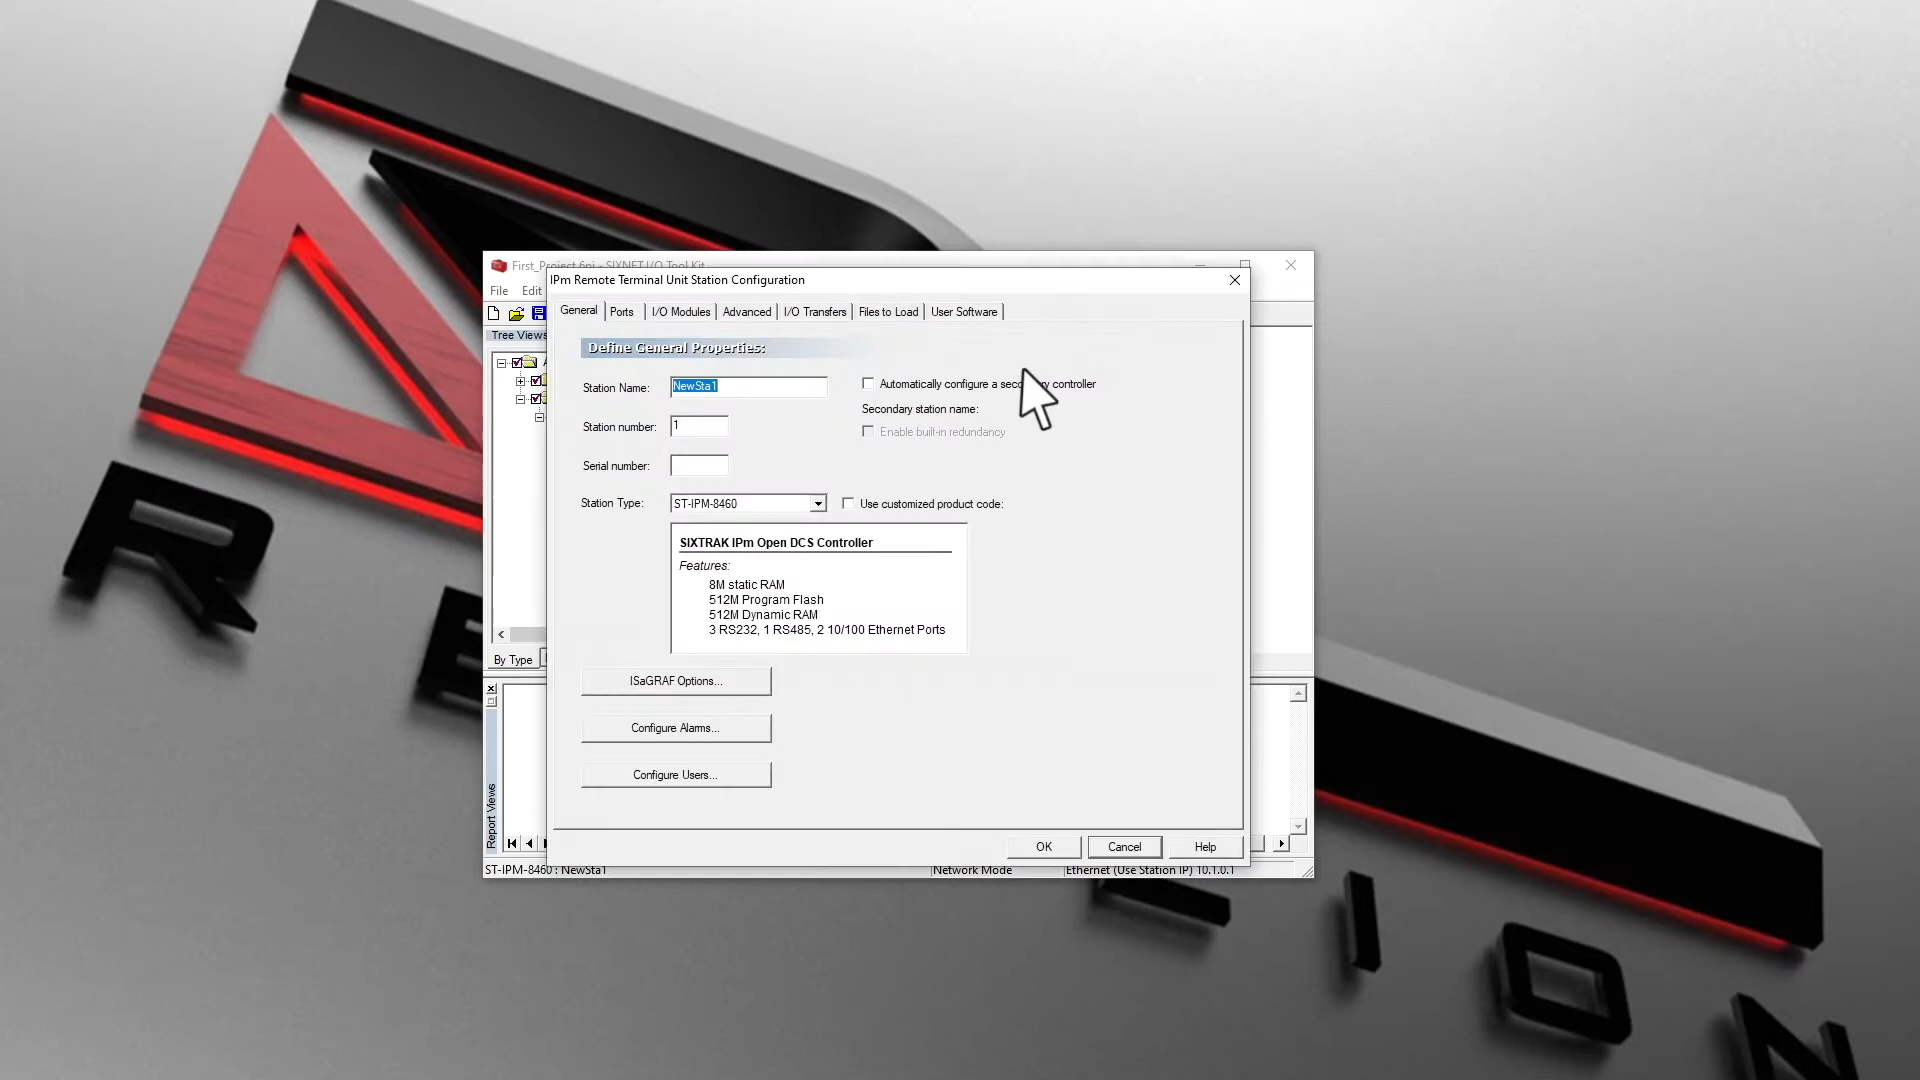 First_Project.6nj - SIXNET I/O Tool Kit
IPm Remote Terminal Unit Station Configuration
File Edit
General Ports I/O Modules Advanced I/O Transfers Files to Load User Software
Tree Views
Define General Properties:
Station Name: NewSta1
Automatically configure a secondary controller
Secondary station name:
Station number: 1
Enable built-in redundancy
Serial number:
Station Type: ST-IPM-8460
Use customized product code:
SIXTRAK IPm Open DCS Controller
Features:
8M static RAM
512M Program Flash
512M Dynamic RAM
3 RS232, 1 RS485, 2 10/100 Ethernet Ports
By Type
ISaGRAF Options...
Configure Alarms...
Configure Users...
Report Views
OK Cancel Help
ST-IPM-8460 : NewSta1 Network Mode Ethernet (Use Station IP) 10.1.0.1
RE
LION